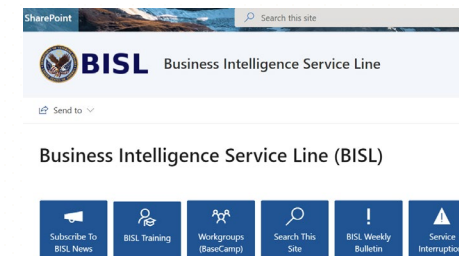 SharePoint
Search this site
BISL Business Intelligence Service Line
Send to
Business Intelligence Service Line (BISL)
Subscribe To
BISL News
BISL Training
Workgroups
(BaseCamp)
Search This
Site
!
BISL Weekly
Bulletin
Service
Interruption